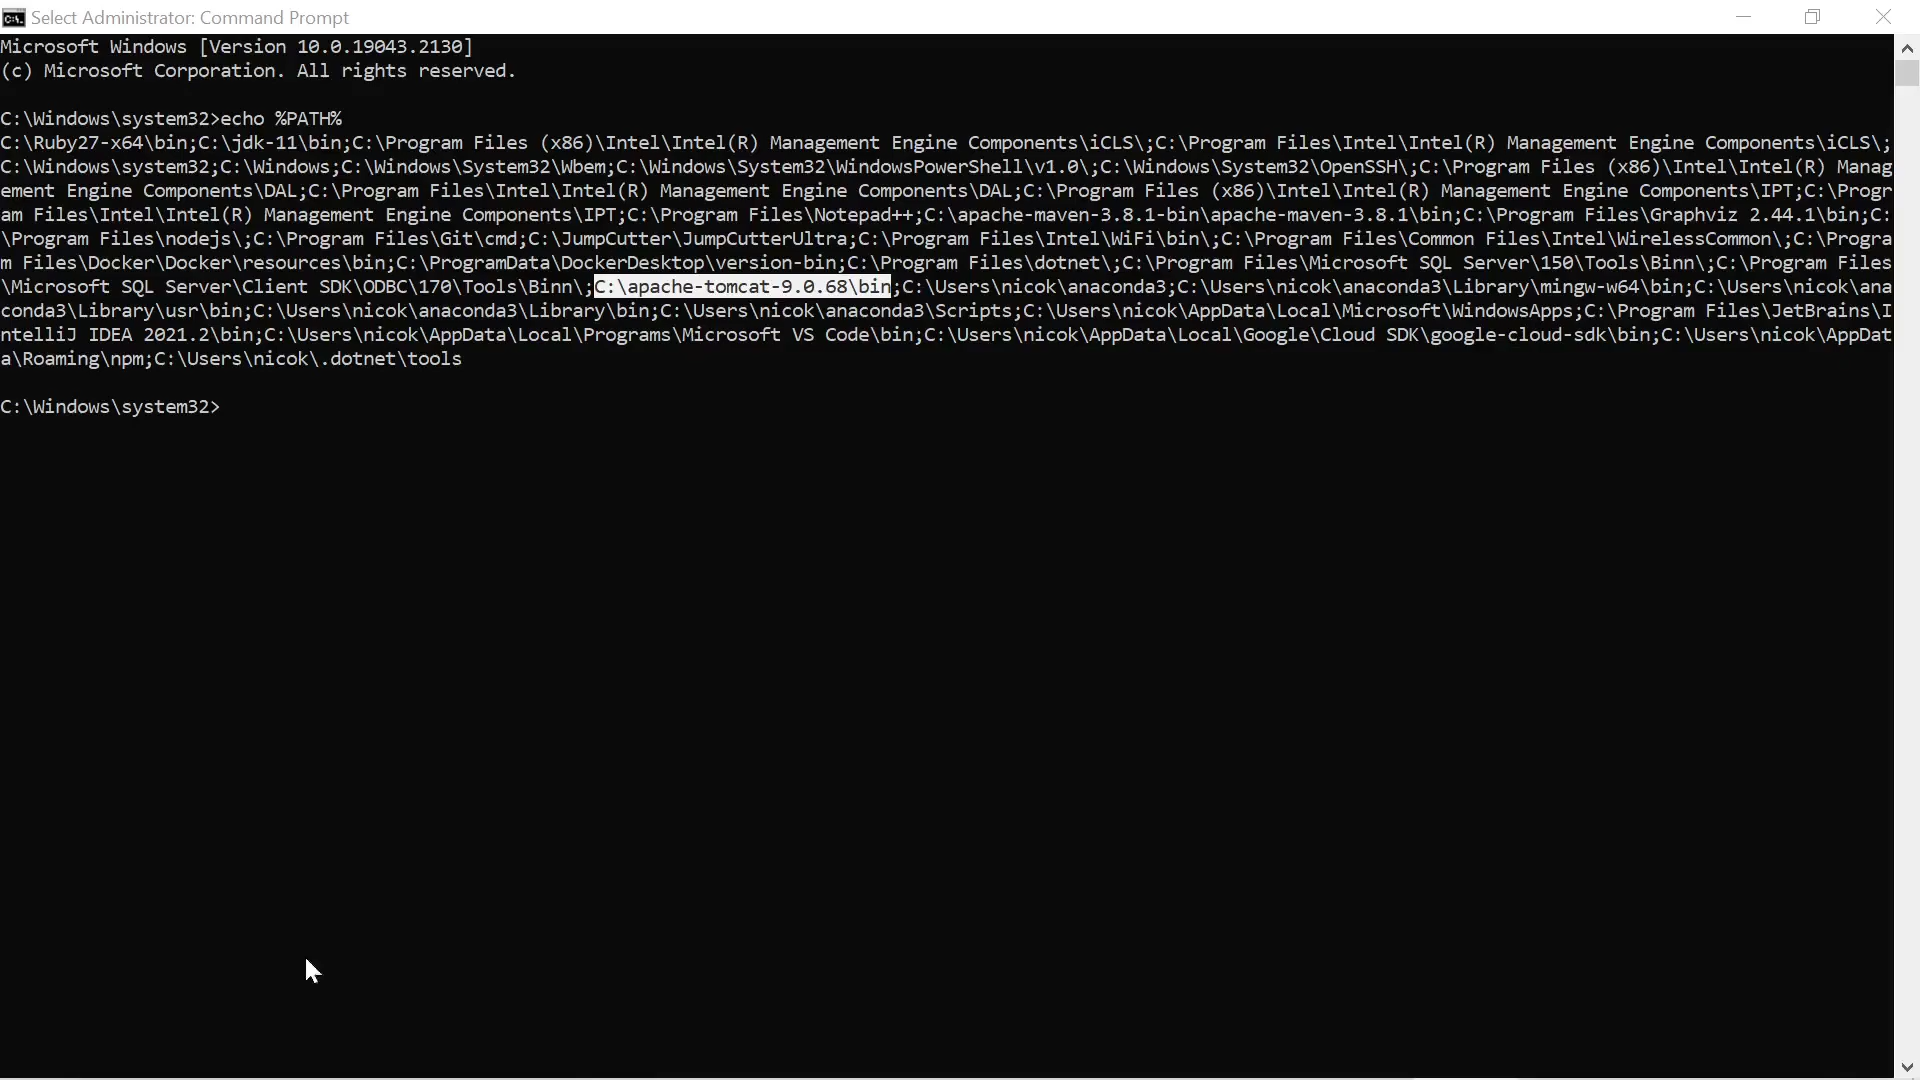 Select Administrator: Command Prompt
Microsoft Windows [Version 10.0.19043.2130]
(c) Microsoft Corporation. All rights reserved.
C:\Windows\system32>echo %PATH%
C:\Ruby27-x64\bin;C:\jdk-11\bin;C:\Program Files (x86)\Intel\Intel(R) Management Engine Components\iCLS\;C:\Program Files\Intel\Intel(R) Management Engine Components\iCLS\;
C:\Windows\system32;C:\Windows;C:\Windows\System32\Wbem;C:\Windows\System32\WindowsPowerShell\v1.0\;C:\Windows\System32\OpenSSH\;C:\Program Files (x86)\Intel\Intel(R) Manag
ement Engine Components\DAL;C:\Program Files\Intel\Intel(R) Management Engine Components\DAL;C:\Program Files (x86)\Intel\Intel(R) Management Engine Components\IPT;C:\Progr
am Files\Intel\Intel(R) Management Engine Components\IPT;C:\Program Files\Notepad++;C:\apache-maven-3.8.1-bin\apache-maven-3.8.1\bin;C:\Program Files\Graphviz 2.44.1\bin;C:
\Program Files\nodejs\;C:\Program Files\Git\cmd;C:\JumpCutter\JumpCutterUltra;C:\Program Files\Intel\WiFi\bin\;C:\Program Files\Common Files\Intel\WirelessCommon\;C:\Progra
m Files\Docker\Docker\resources\bin;C:\ProgramData\DockerDesktop\version-bin;C:\Program Files\dotnet\;C:\Program Files\Microsoft SQL Server\150\Tools\Binn\;C:\Program Files
\Microsoft SQL Server\Client SDK\ODBC\170\Tools\Binn\;C:\apache-tomcat-9.0.68\bin;C:\Users\nicok\anaconda3;C:\Users\nicok\anaconda3\Library\mingw-w64\bin;C:\Users\nicok\ana
conda3\Library\usr\bin;C:\Users\nicok\anaconda3\Library\bin;C:\Users\nicok\anaconda3\Scripts;C:\Users\nicok\AppData\Local\Microsoft\WindowsApps;C:\Program Files\JetBrains\I
ntelliJ IDEA 2021.2\bin;C:\Users\nicok\AppData\Local\Programs\Microsoft VS Code\bin;C:\Users\nicok\AppData\Local\Google\Cloud SDK\google-cloud-sdk\bin;C:\Users\nicok\AppDat
a\Roaming\npm;C:\Users\nicok\.dotnet\tools
C:\Windows\system32>